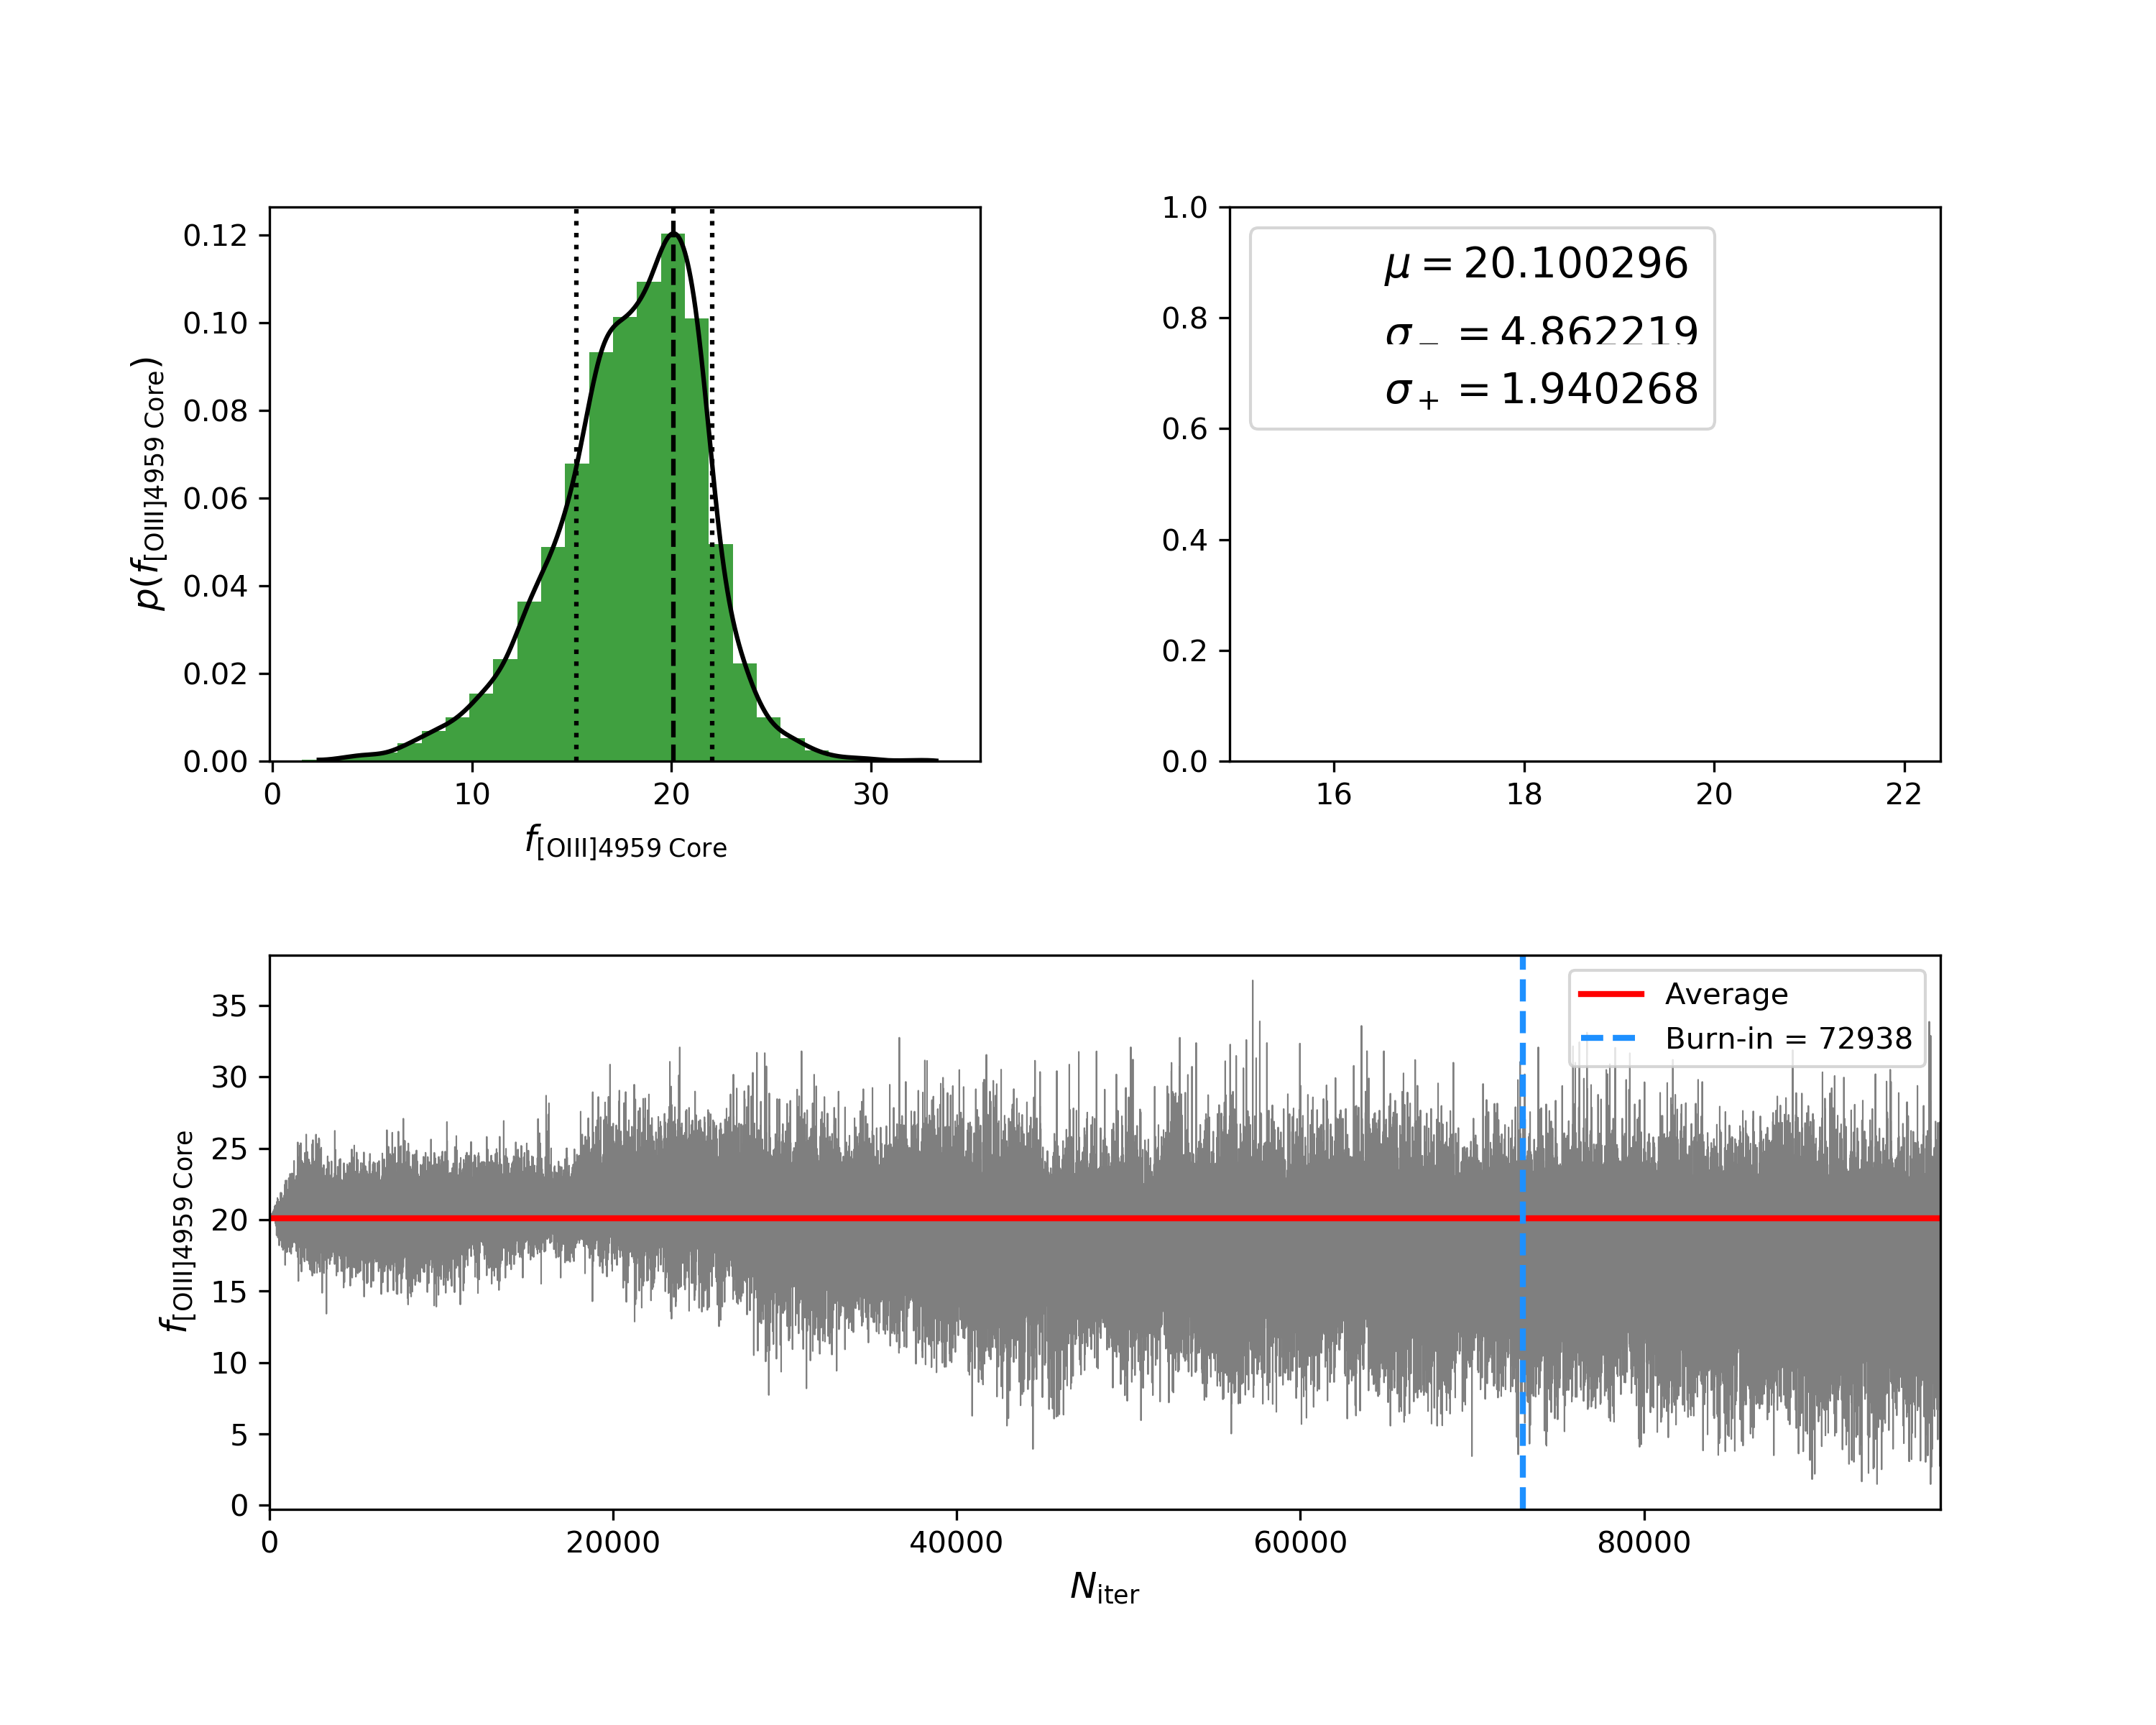 0.12
0.10
0.08
0.06
0.04
0.02
0.00
p(f[OIII]4959 Core)
0 10 20 30
f[OIII]4959 Core
1.0
0.8
0.6
0.4
0.2
0.0
μ = 20.100296
σ− = 4.862219
σ+ = 1.940268
16 18 20 22
35
30
25
20
15
10
5
0
f[OIII]4959 Core
Average
Burn-in = 72938
0 20000 40000 60000 80000
Niter